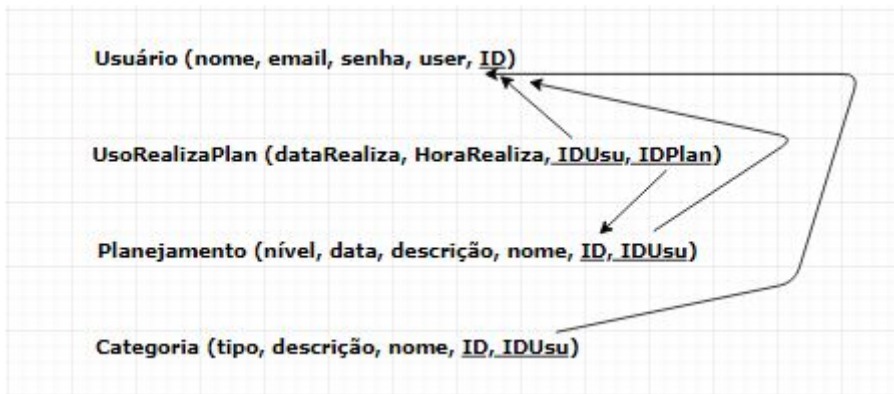 Usuário (nome, email, senha, user, ID)
UsoRealizaPlan (dataRealiza, HoraRealiza, IDUsu, IDPlan)
Planejamento (nível, data, descrição, nome, ID, IDUsu)
Categoria (tipo, descrição, nome, ID, IDUsu)